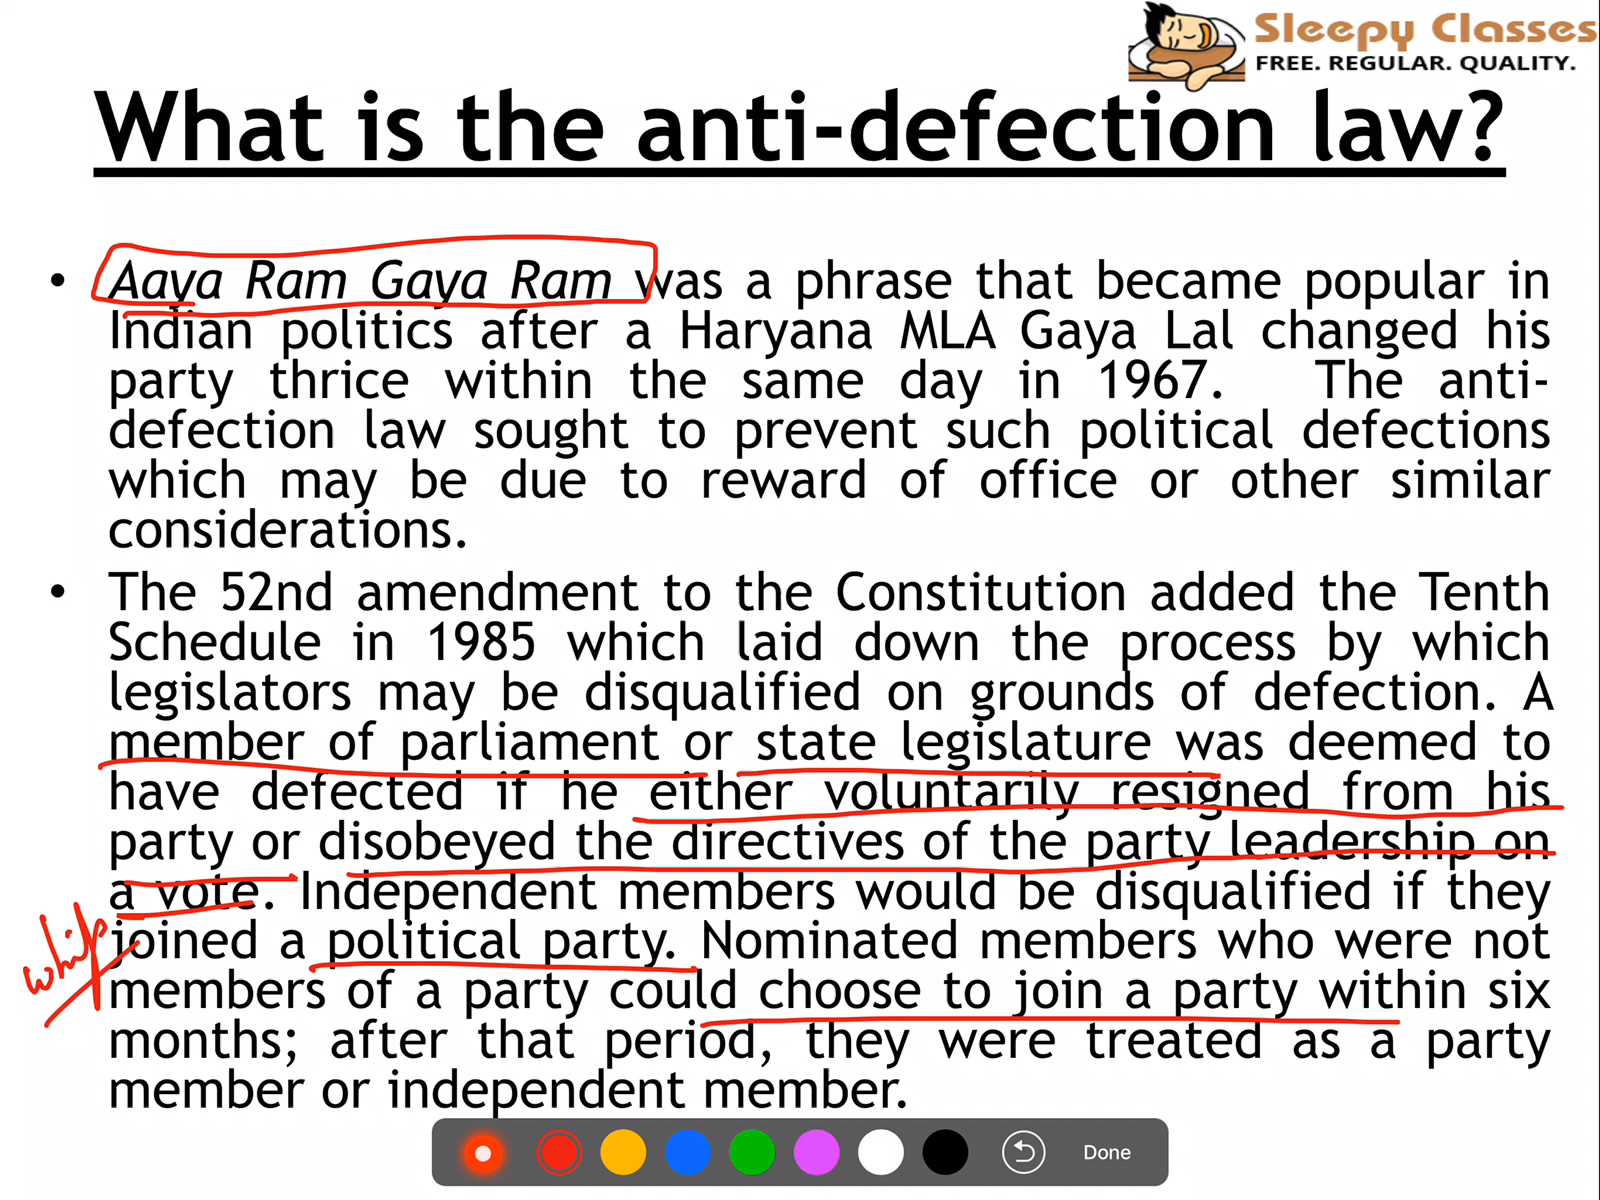 Sleepy Classes
FREE. REGULAR. QUALITY.
What is the anti-defection law?
• Aaya Ram Gaya Ram was a phrase that became popular in
Indian politics after a Haryana MLA Gaya Lal changed his
party thrice within the same day in 1967. The anti-
defection law sought to prevent such political defections
which may be due to reward of office or other similar
considerations.
• The 52nd amendment to the Constitution added the Tenth
Schedule in 1985 which laid down the process by which
legislators may be disqualified on grounds of defection. A
member of parliament or state legislature was deemed to
have defected if he either voluntarily resigned from his
party or disobeyed the directives of the party leadership on
a vote. Independent members would be disqualified if they
joined a political party. Nominated members who were not
members of a party could choose to join a party within six
months; after that period, they were treated as a party
member or independent member.
whip
Done